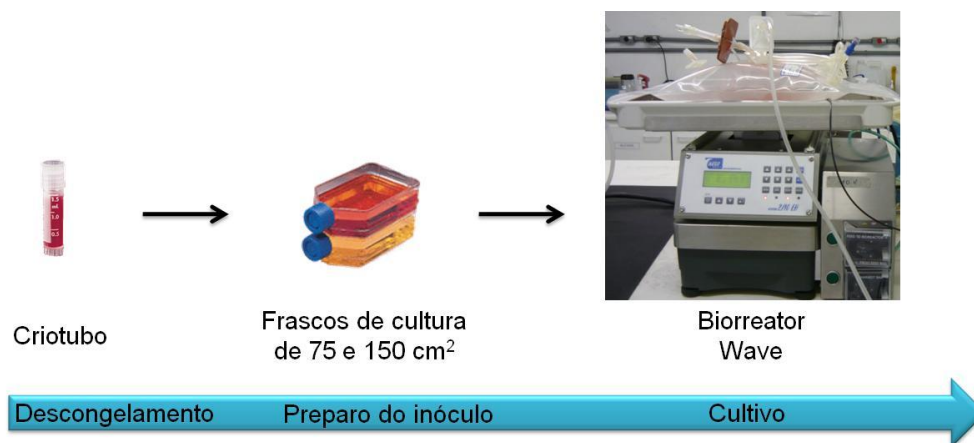 Criotubo
Frascos de cultura
de 75 e 150 cm²
Biorreator
Wave
Descongelamento
Preparo do inóculo
Cultivo